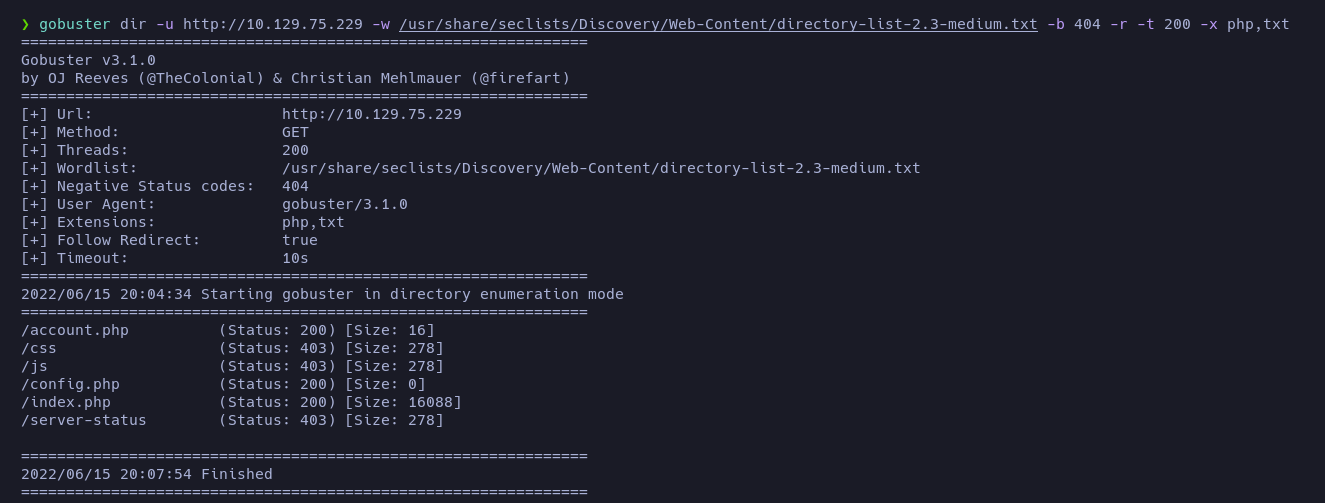 ❯ gobuster dir -u http://10.129.75.229 -w /usr/share/seclists/Discovery/Web-Content/directory-list-2.3-medium.txt -b 404 -r -t 200 -x php,txt
===============================================================
Gobuster v3.1.0
by OJ Reeves (@TheColonial) & Christian Mehlmauer (@firefart)
===============================================================
[+] Url:                     http://10.129.75.229
[+] Method:                  GET
[+] Threads:                 200
[+] Wordlist:                /usr/share/seclists/Discovery/Web-Content/directory-list-2.3-medium.txt
[+] Negative Status codes:   404
[+] User Agent:              gobuster/3.1.0
[+] Extensions:              php,txt
[+] Follow Redirect:         true
[+] Timeout:                 10s
===============================================================
2022/06/15 20:04:34 Starting gobuster in directory enumeration mode
===============================================================
/account.php          (Status: 200) [Size: 16]
/css                  (Status: 403) [Size: 278]
/js                   (Status: 403) [Size: 278]
/config.php           (Status: 200) [Size: 0]
/index.php            (Status: 200) [Size: 16088]
/server-status        (Status: 403) [Size: 278]
===============================================================
2022/06/15 20:07:54 Finished
===============================================================